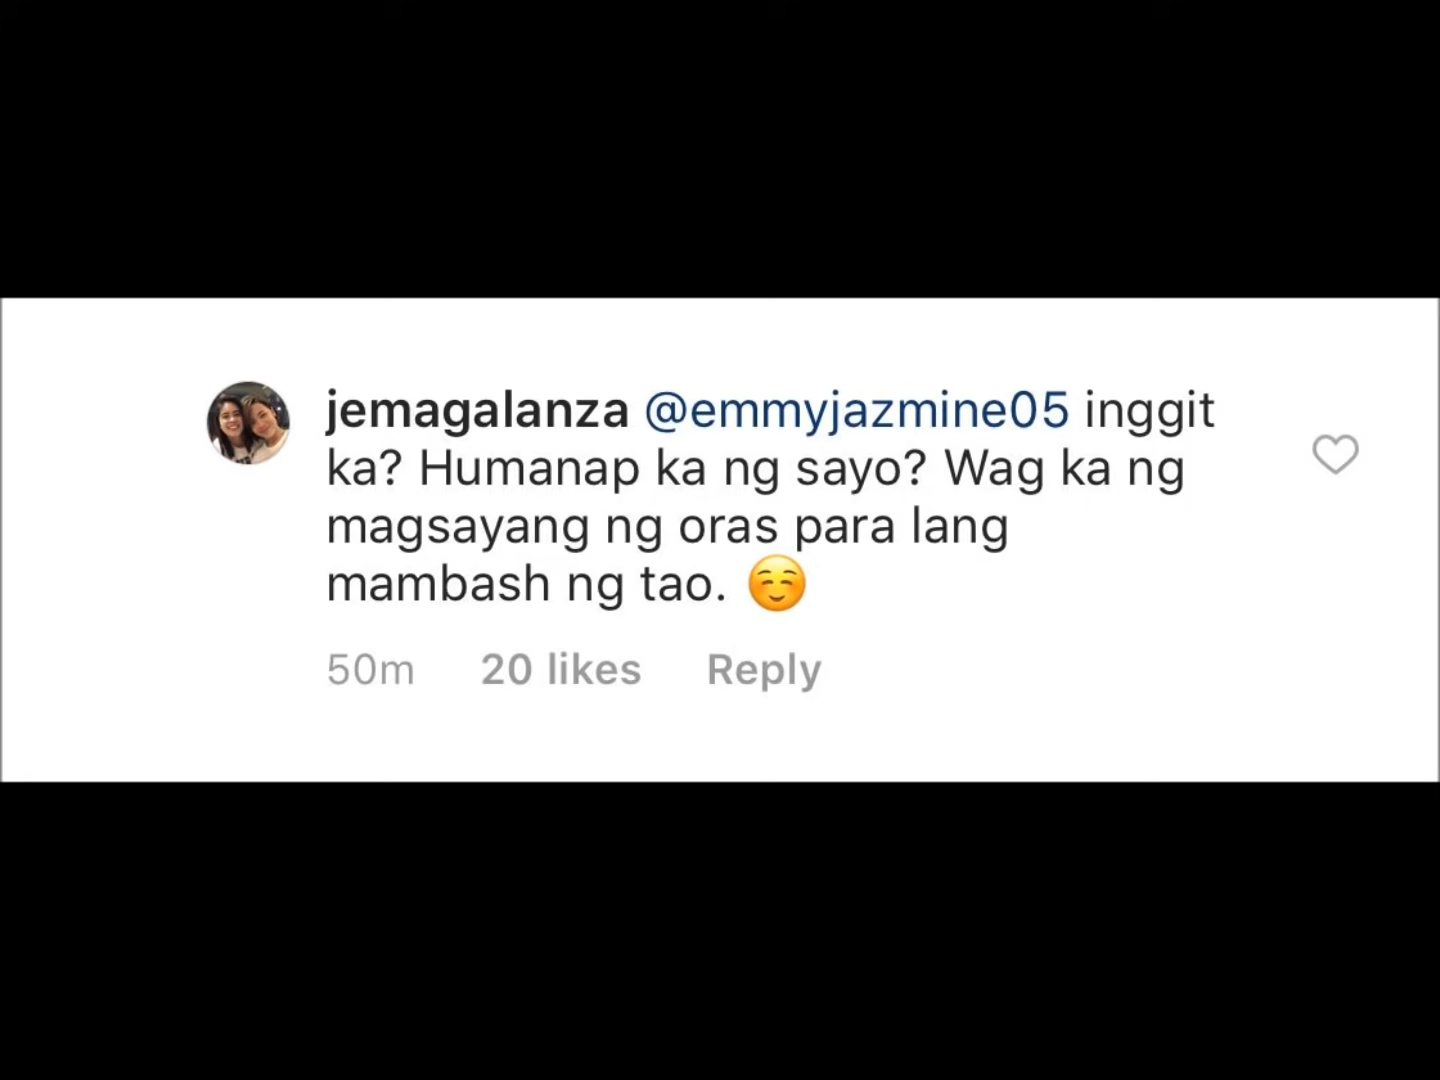 jemagalanza @emmyjazmine05 inggit
ka? Humanap ka ng sayo? Wag ka ng
magsayang ng oras para lang
mambash ng tao. ☺️
50m 20 likes Reply